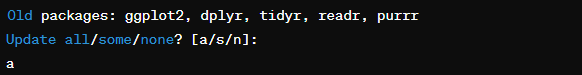 Old packages: ggplot2, dplyr, tidyr, readr, purrr
Update all/some/none? [a/s/n]:
a